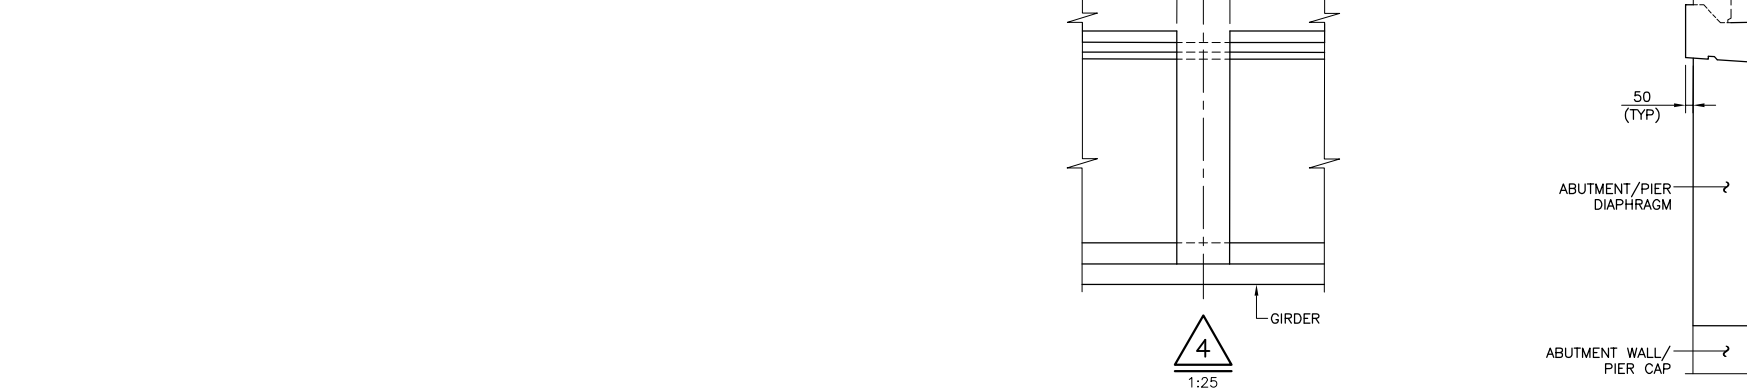 50
(TYP)
ABUTMENT/PIER
DIAPHRAGM
GIRDER
4
1:25
ABUTMENT WALL/
PIER CAP